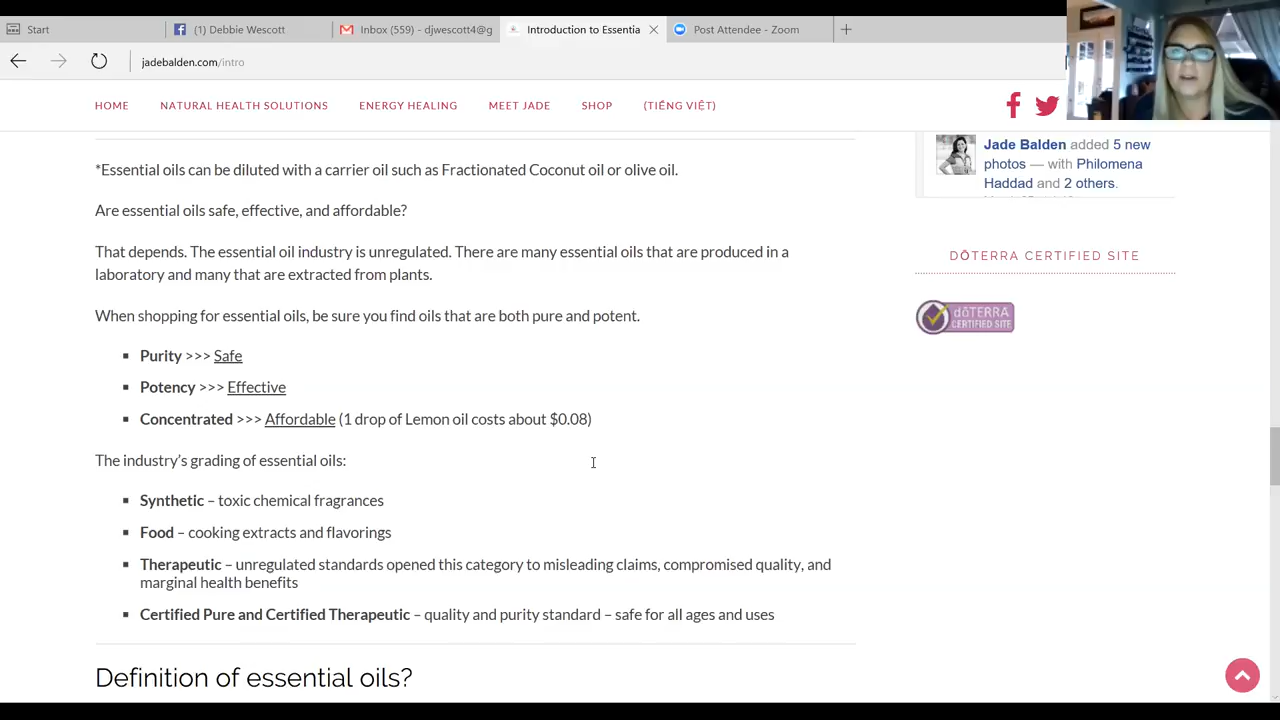 Start
(1) Debbie Wescott
Inbox (559) - djwescott4@g
Introduction to Essentia
Post Attendee - Zoom
jadebalden.com/intro
HOME
NATURAL HEALTH SOLUTIONS
ENERGY HEALING
MEET JADE
SHOP
(TIẾNG VIỆT)
*Essential oils can be diluted with a carrier oil such as Fractionated Coconut oil or olive oil.
Are essential oils safe, effective, and affordable?
That depends. The essential oil industry is unregulated. There are many essential oils that are produced in a
laboratory and many that are extracted from plants.
When shopping for essential oils, be sure you find oils that are both pure and potent.
Purity >>> Safe
Potency >>> Effective
Concentrated >>> Affordable (1 drop of Lemon oil costs about $0.08)
The industry's grading of essential oils:
Synthetic – toxic chemical fragrances
Food – cooking extracts and flavorings
Therapeutic – unregulated standards opened this category to misleading claims, compromised quality, and
marginal health benefits
Certified Pure and Certified Therapeutic – quality and purity standard – safe for all ages and uses
Definition of essential oils?
Jade Balden added 5 new
photos — with Philomena
Haddad and 2 others.
DŌTERRA CERTIFIED SITE
dōTERRA
CERTIFIED SITE